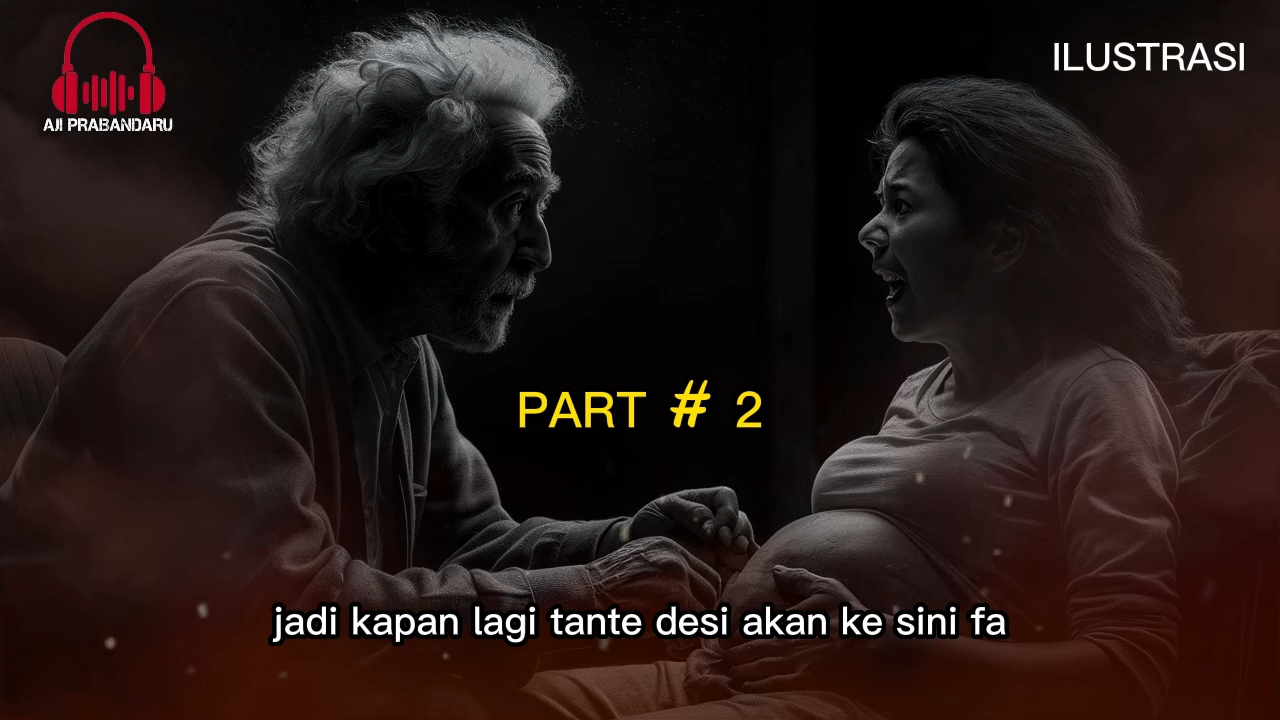 AJI PRABANDARU
ILUSTRASI
PART # 2
jadi kapan lagi tante desi akan ke sini fa